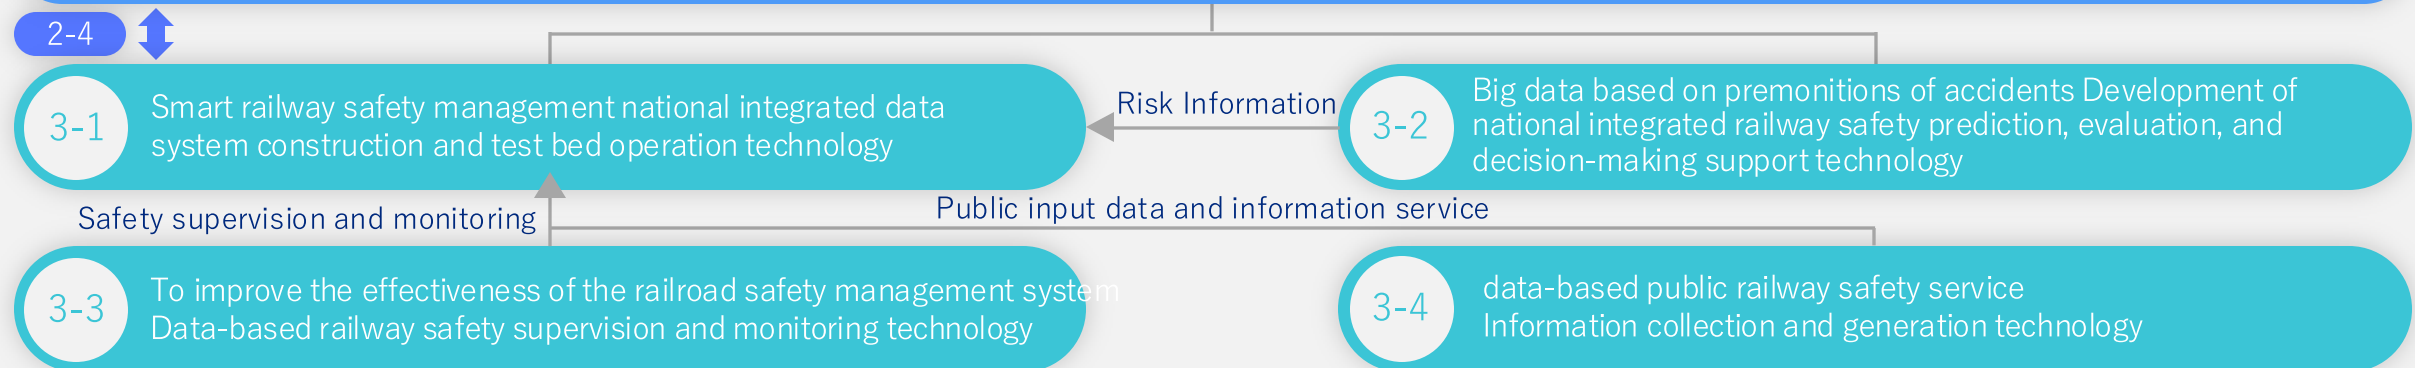 2-4
3-1
Smart railway safety management national integrated data
system construction and test bed operation technology
Risk Information
3-2
Big data based on premonitions of accidents Development of
national integrated railway safety prediction, evaluation, and
decision-making support technology
Safety supervision and monitoring
Public input data and information service
3-3
To improve the effectiveness of the railroad safety management system
Data-based railway safety supervision and monitoring technology
3-4
data-based public railway safety service
Information collection and generation technology